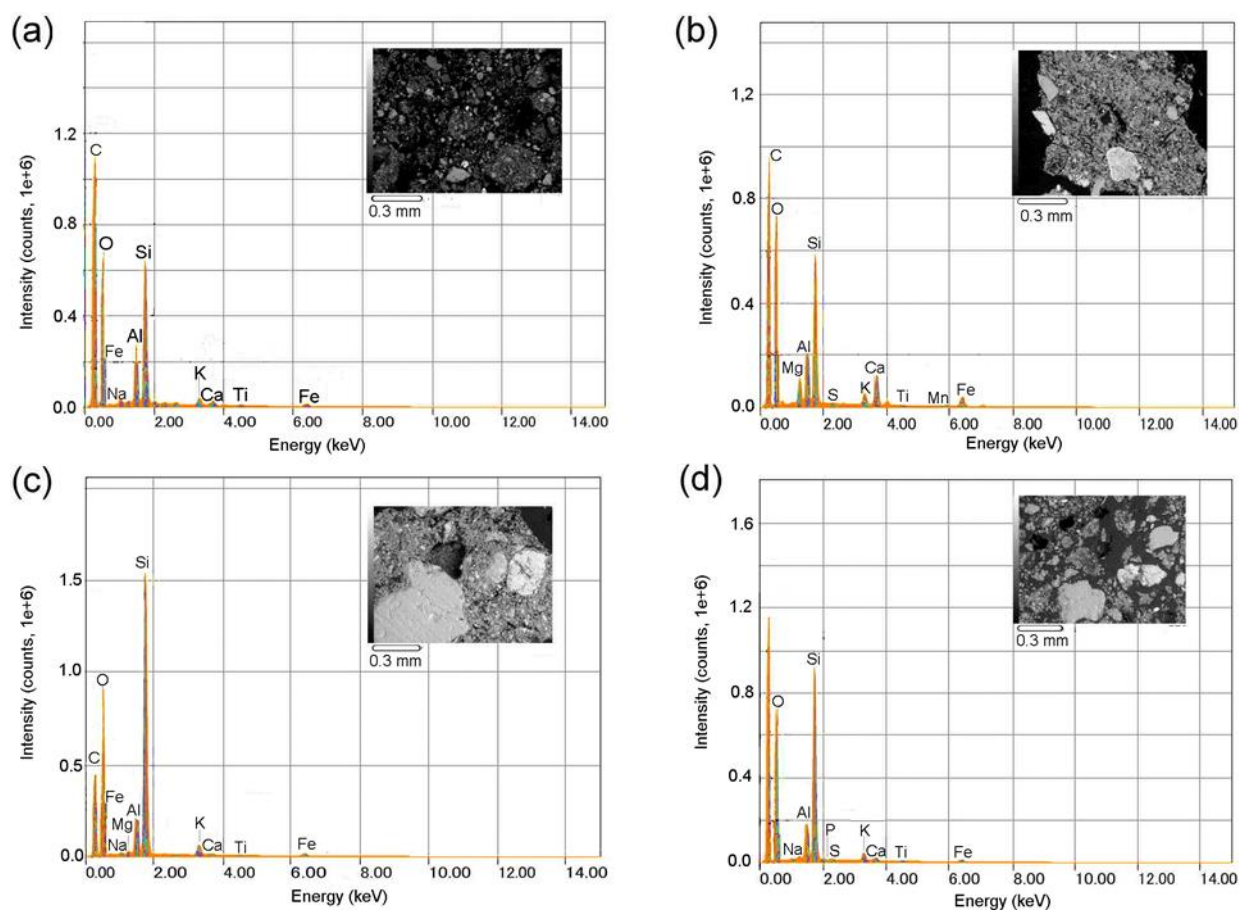 (a)
Intensity (counts, 1e+6)
1.2
0.8
0.4
0.0
C
O
Si
Al
Fe
Na
K
Ca
Ti
Fe
0.3 mm
0.00 2.00 4.00 6.00 8.00 10.00 12.00 14.00
Energy (keV)
(b)
Intensity (counts, 1e+6)
1,2
0.8
0.4
0.0
C
O
Si
Al
Mg
S
K
Ca
Ti
Mn
Fe
0.3 mm
0.00 2.00 4.00 6.00 8.00 10.00 12.00 14.00
Energy (keV)
(c)
Intensity (counts, 1e+6)
1.5
1.0
0.5
0.0
Si
O
C
Fe
Mg
Al
Na
K
Ca
Ti
Fe
0.3 mm
0.00 2.00 4.00 6.00 8.00 10.00 12.00 14.00
Energy (keV)
(d)
Intensity (counts, 1e+6)
1.6
1.2
0.8
0.4
0.0
Si
O
Al
Na
P
S
K
Ca
Ti
Fe
0.3 mm
0.00 2.00 4.00 6.00 8.00 10.00 12.00 14.00
Energy (keV)